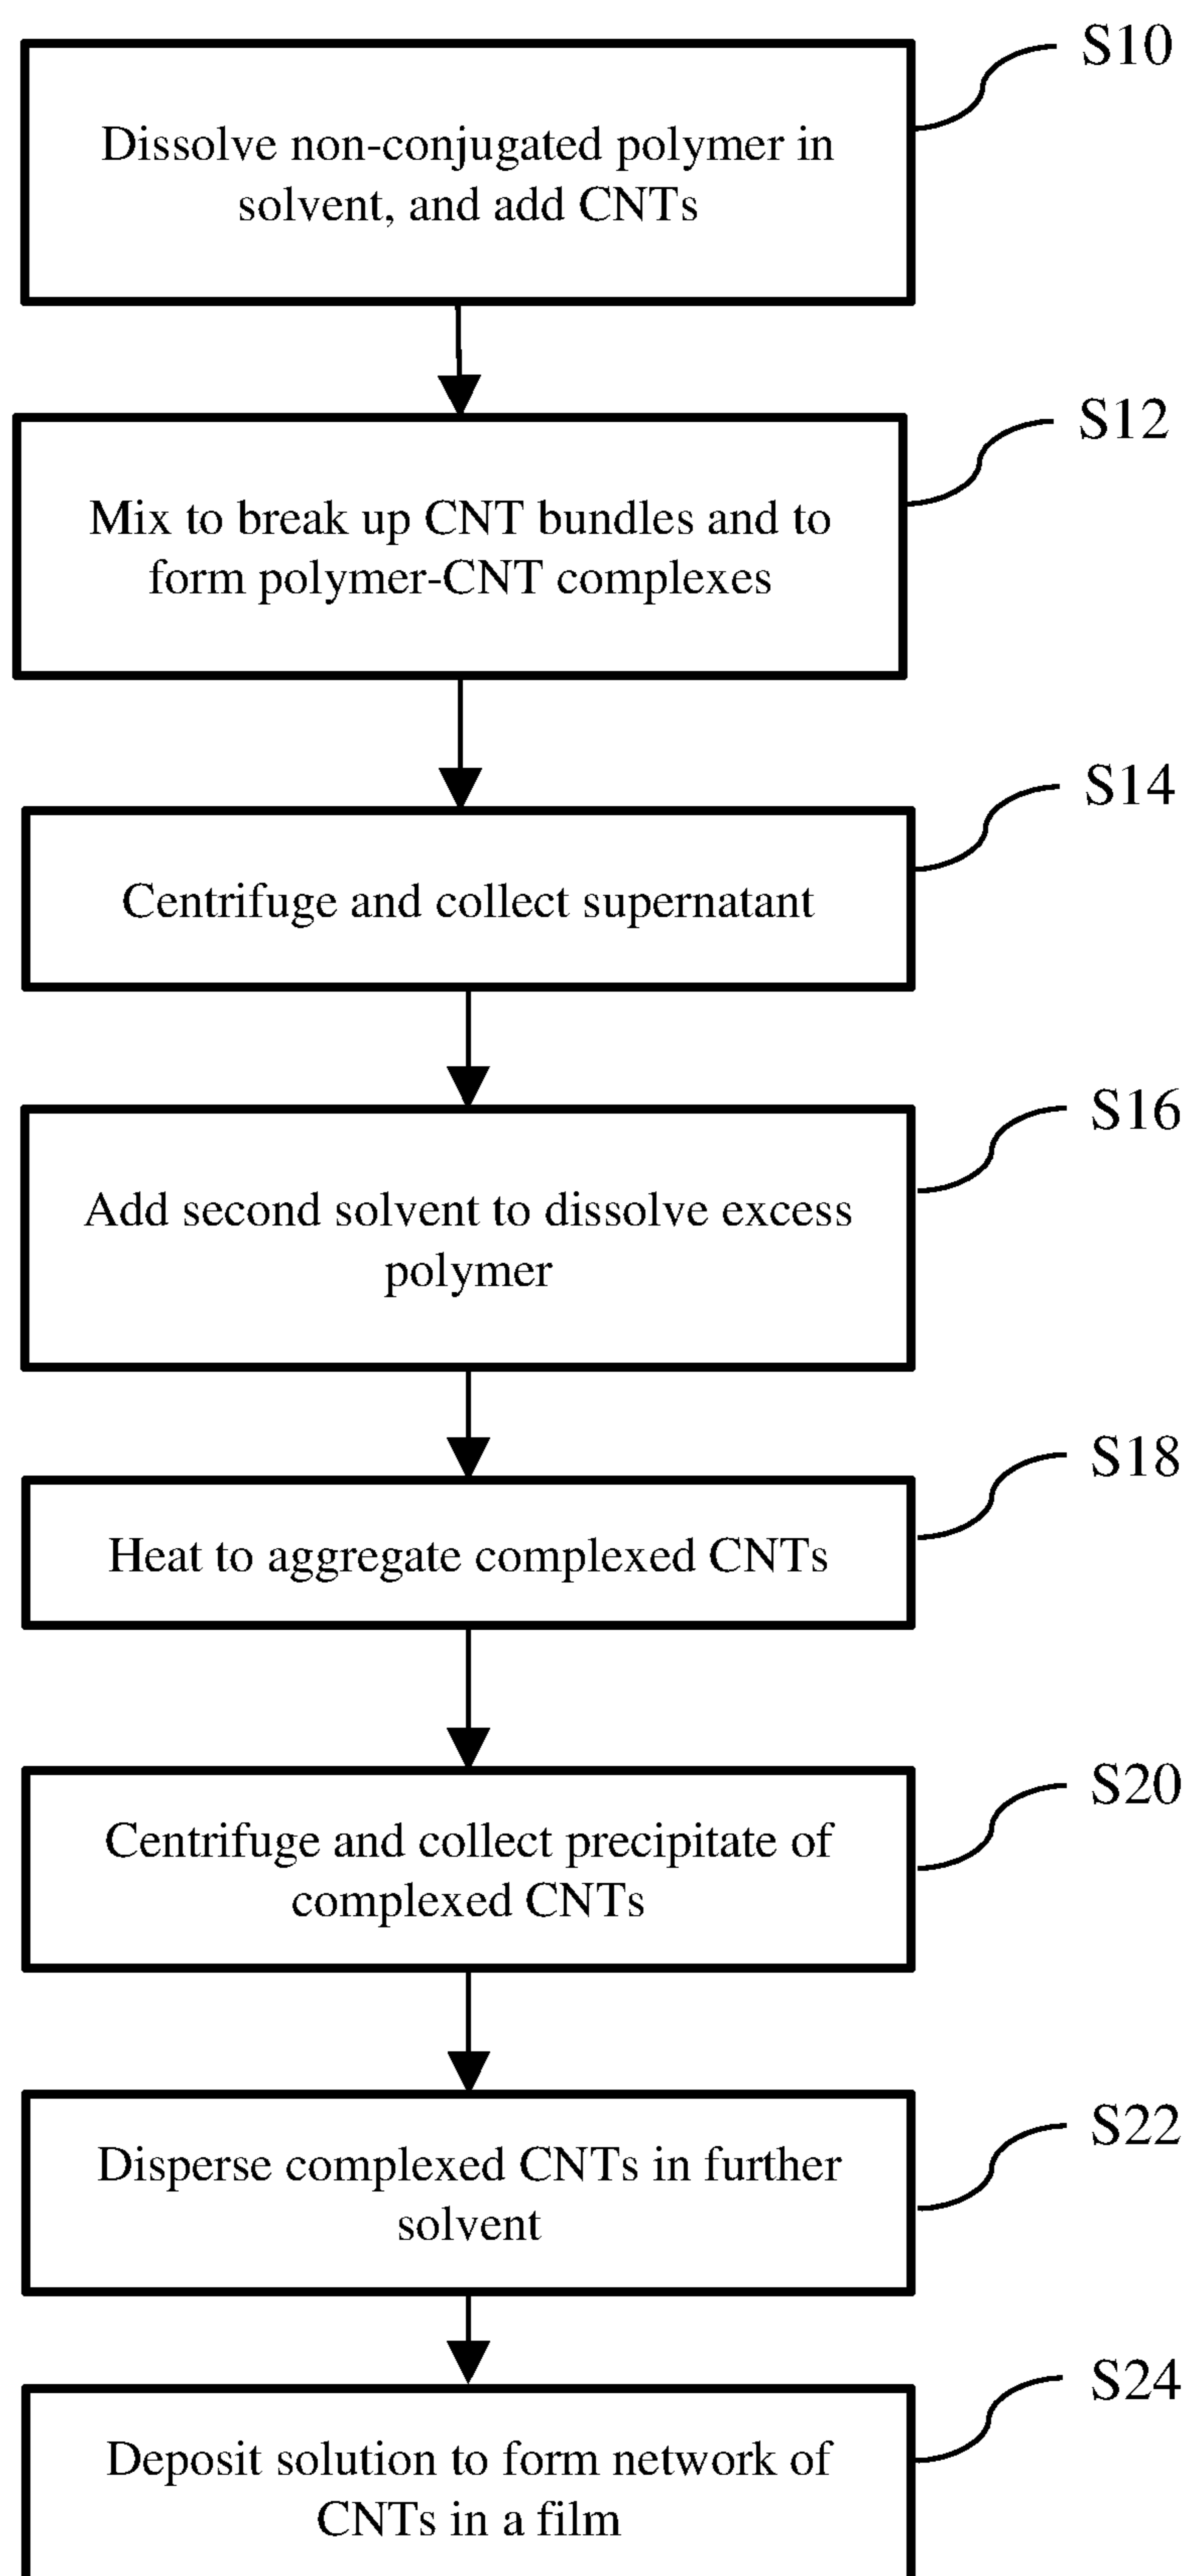 S10
Dissolve non-conjugated polymer in
solvent, and add CNTs
S12
Mix to break up CNT bundles and to
form polymer-CNT complexes
S14
Centrifuge and collect supernatant
S16
Add second solvent to dissolve excess
polymer
S18
Heat to aggregate complexed CNTs
S20
Centrifuge and collect precipitate of
complexed CNTs
S22
Disperse complexed CNTs in further
solvent
S24
Deposit solution to form network of
CNTs in a film